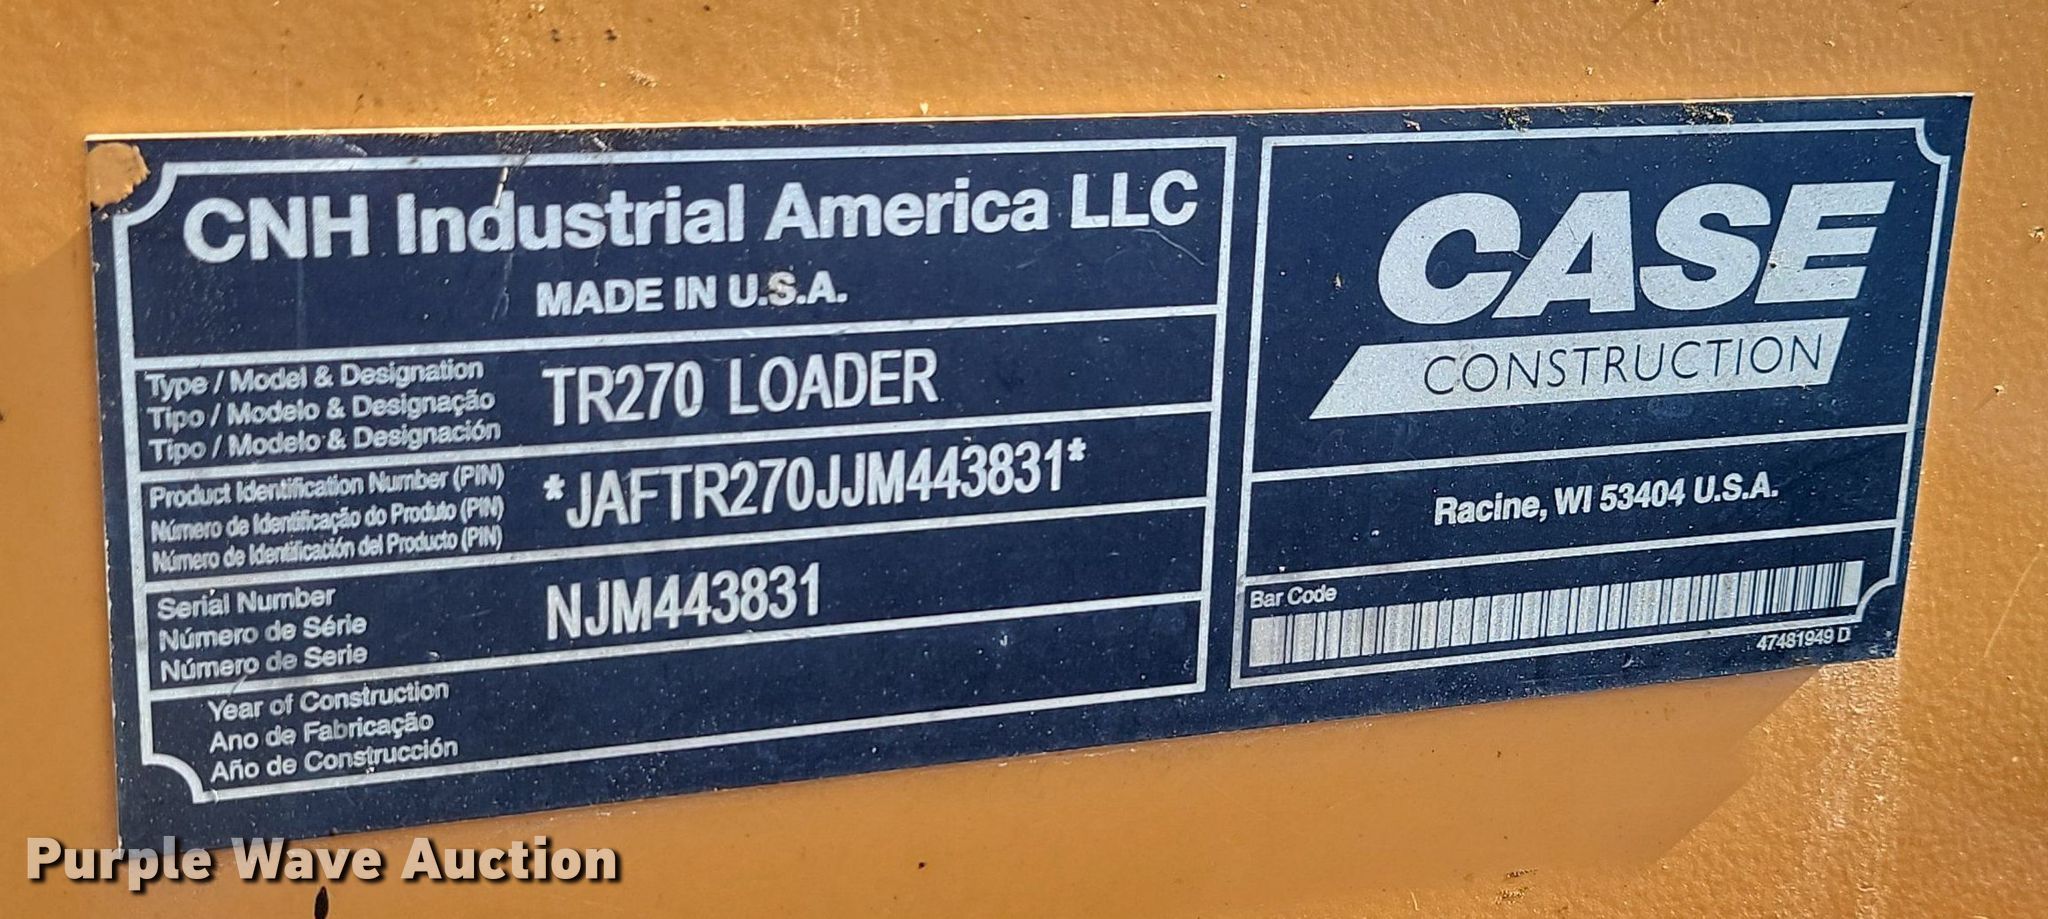 CNH Industrial America LLC
MADE IN U.S.A.
Type / Model & Designation
Tipo / Modelo & Designação
Tipo / Modelo & Designación
TR270 LOADER
Product Identification Number (PIN)
Número de Identificação do Produto (PIN)
Número de Identificación del Producto (PIN)
*JAFTR270JJM443831*
Serial Number
Número de Série
Número de Serie
NJM443831
Year of Construction
Ano de Fabricação
Año de Construcción
CASE
CONSTRUCTION
Racine, WI 53404 U.S.A.
Bar Code
47481949 D
Purple Wave Auction